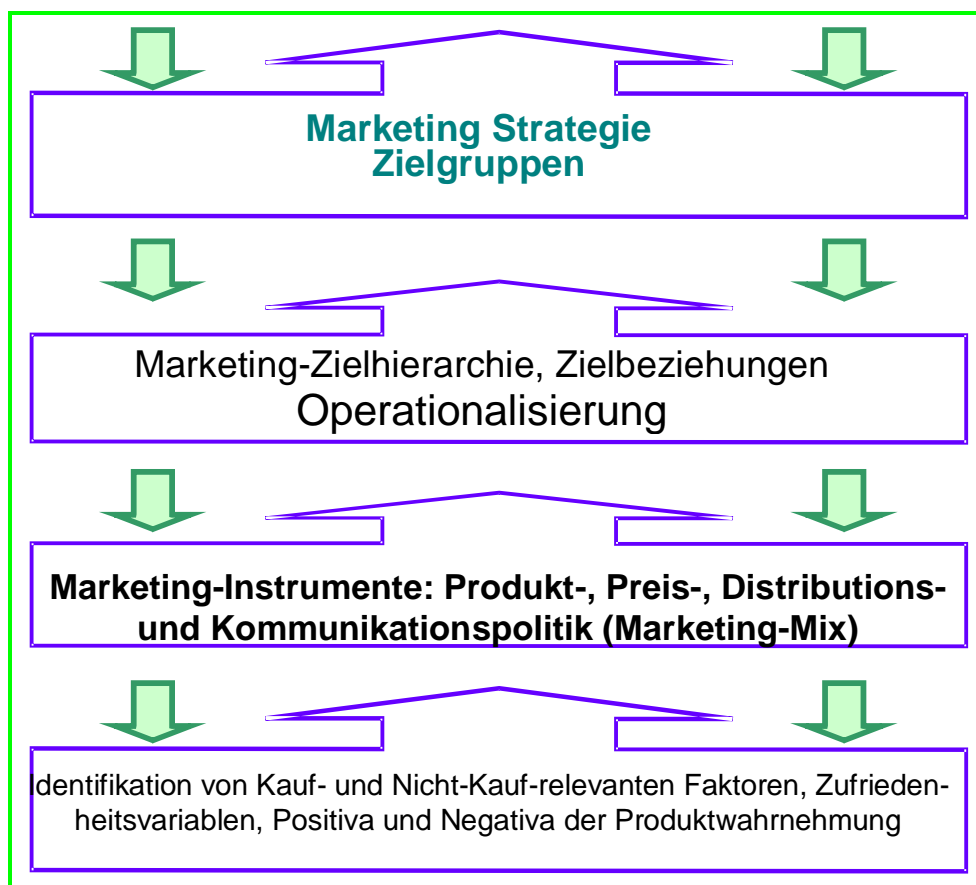 Marketing Strategie
Zielgruppen
Marketing-Zielhierarchie, Zielbeziehungen
Operationalisierung
Marketing-Instrumente: Produkt-, Preis-, Distributions-
und Kommunikationspolitik (Marketing-Mix)
Identifikation von Kauf- und Nicht-Kauf-relevanten Faktoren, Zufrieden-
heitsvariablen, Positiva und Negativa der Produktwahrnehmung